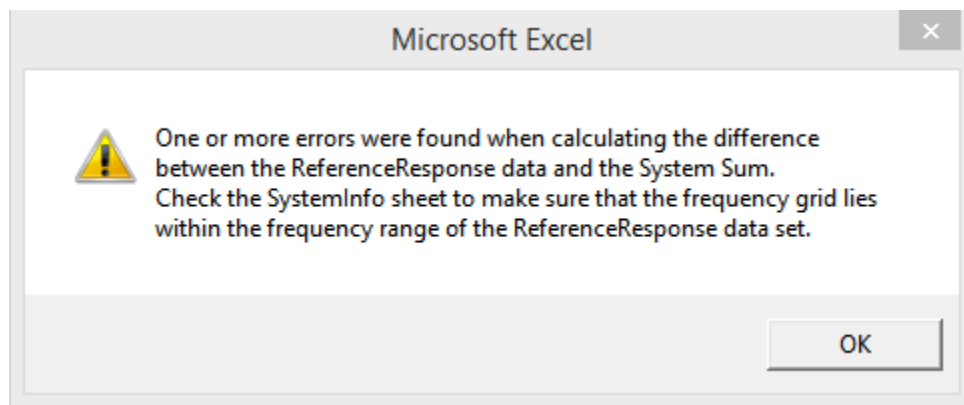 Microsoft Excel
One or more errors were found when calculating the difference
between the ReferenceResponse data and the System Sum.
Check the SystemInfo sheet to make sure that the frequency grid lies
within the frequency range of the ReferenceResponse data set.
OK